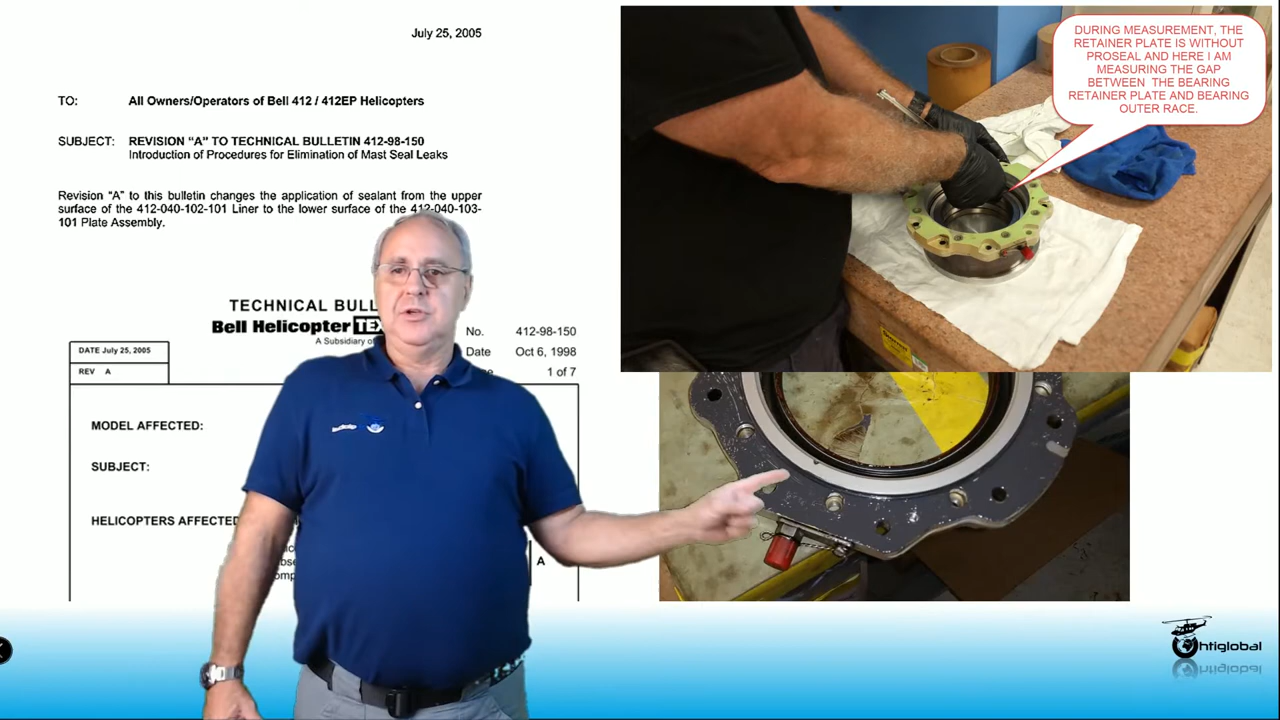 July 25, 2005
TO: All Owners/Operators of Bell 412 / 412EP Helicopters
SUBJECT: REVISION "A" TO TECHNICAL BULLETIN 412-98-150
Introduction of Procedures for Elimination of Mast Seal Leaks
Revision "A" to this bulletin changes the application of sealant from the upper
surface of the 412-040-102-101 Liner to the lower surface of the 412-040-103-
101 Plate Assembly.
TECHNICAL BULL
Bell Helicopter TEX
A Subsidiary of
No. 412-98-150
Date Oct 6, 1998
1 of 7
DATE July 25, 2005
REV A
MODEL AFFECTED:
SUBJECT:
HELICOPTERS AFFECTED
A
DURING MEASUREMENT, THE
RETAINER PLATE IS WITHOUT
PROSEAL AND HERE I AM
MEASURING THE GAP
BETWEEN THE BEARING
RETAINER PLATE AND BEARING
OUTER RACE.
htiglobal